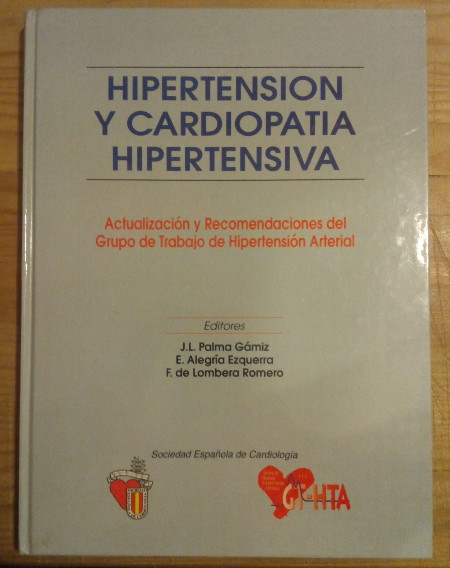 HIPERTENSION
Y CARDIOPATIA
HIPERTENSIVA
Actualización y Recomendaciones del
Grupo de Trabajo de Hipertensión Arterial
Editores
J.L. Palma Gámiz
E. Alegría Ezquerra
F. de Lombera Romero
Sociedad Española de Cardiología
HTA